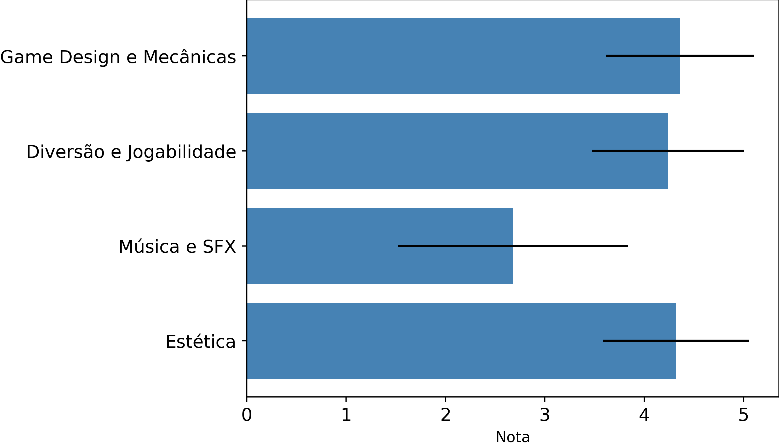 Game Design e Mecânicas
Diversão e Jogabilidade
Música e SFX
Estética
0 1 2 3 4 5
Nota